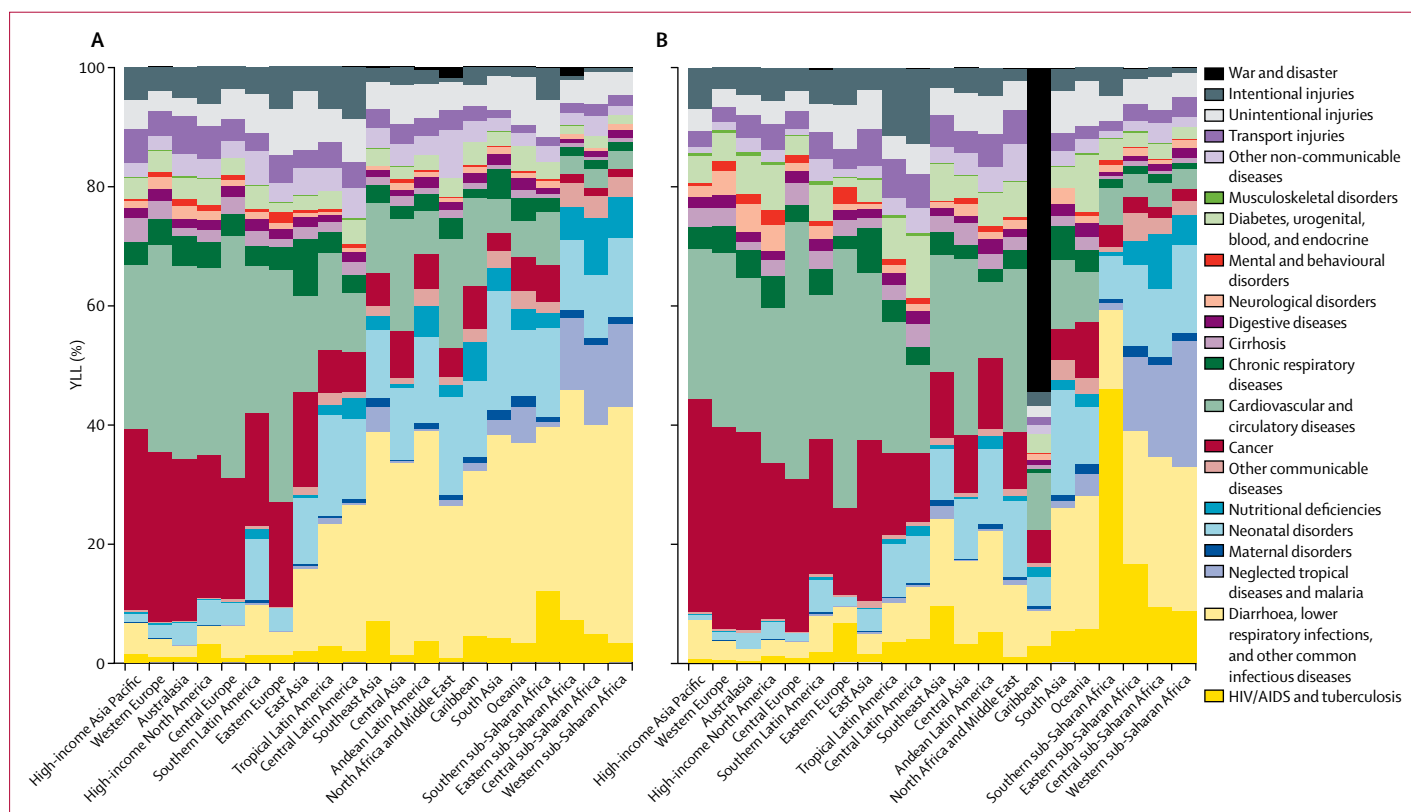 A
B
YLL (%)
100
80
60
40
20
0
High-income Asia Pacific
Western Europe
Australasia
High-income North America
Central Europe
Southern Latin America
Eastern Europe
East Asia
Tropical Latin America
Central Latin America
Southeast Asia
Central Asia
Andean Latin America
North Africa and Middle East
Caribbean
South Asia
Oceania
Southern sub-Saharan Africa
Eastern sub-Saharan Africa
Central sub-Saharan Africa
Western sub-Saharan Africa
High-income Asia Pacific
Western Europe
Australasia
High-income North America
Central Europe
Southern Latin America
Eastern Europe
East Asia
Tropical Latin America
Central Latin America
Southeast Asia
Central Asia
Andean Latin America
North Africa and Middle East
Caribbean
South Asia
Oceania
Southern sub-Saharan Africa
Eastern sub-Saharan Africa
Central sub-Saharan Africa
Western sub-Saharan Africa
War and disaster
Intentional injuries
Unintentional injuries
Transport injuries
Other non-communicable
diseases
Musculoskeletal disorders
Diabetes, urogenital,
blood, and endocrine
Mental and behavioural
disorders
Neurological disorders
Digestive diseases
Cirrhosis
Chronic respiratory
diseases
Cardiovascular and
circulatory diseases
Cancer
Other communicable
diseases
Nutritional deficiencies
Neonatal disorders
Maternal disorders
Neglected tropical
diseases and malaria
Diarrhoea, lower
respiratory infections,
and other common
infectious diseases
HIV/AIDS and tuberculosis